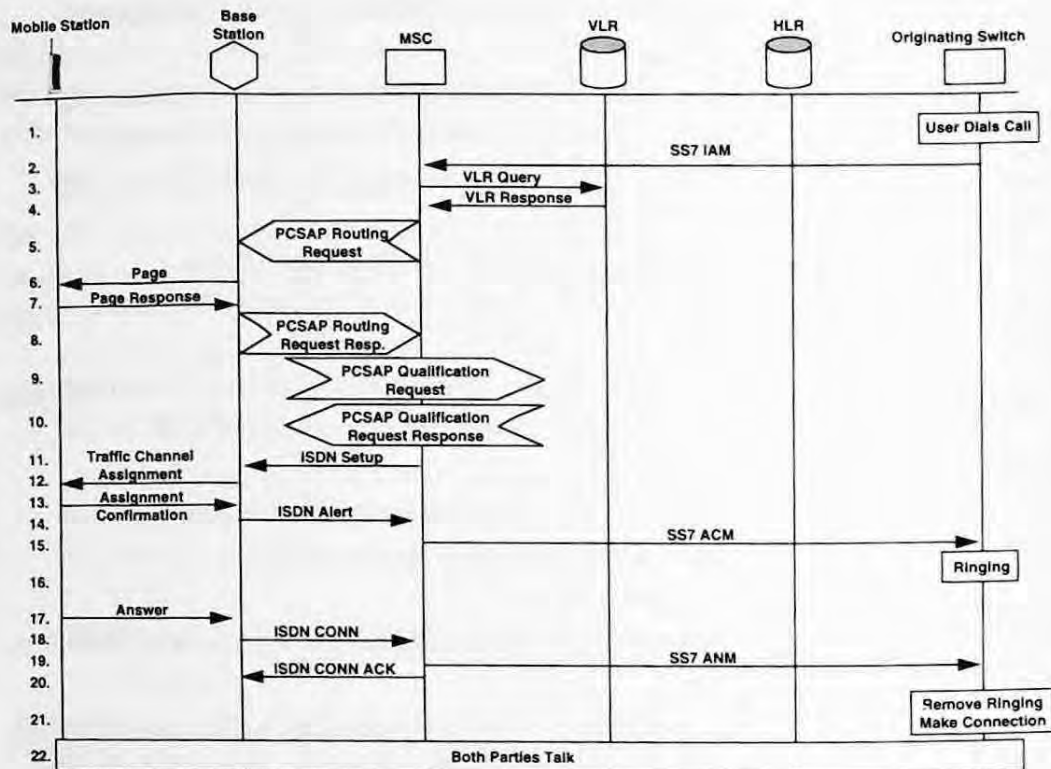 Mobile Station
Base
Station
MSC
VLR
HLR
Originating Switch
1.
User Dials Call
2.
SS7 IAM
3.
VLR Query
4.
VLR Response
5.
PCSAP Routing
Request
6.
Page
7.
Page Response
8.
PCSAP Routing
Request Resp.
9.
PCSAP Qualification
Request
10.
PCSAP Qualification
Request Response
11.
ISDN Setup
12.
Traffic Channel
Assignment
13.
Assignment
Confirmation
14.
ISDN Alert
15.
SS7 ACM
Ringing
16.
17.
Answer
18.
ISDN CONN
19.
SS7 ANM
20.
ISDN CONN ACK
21.
Remove Ringing
Make Connection
22.
Both Parties Talk